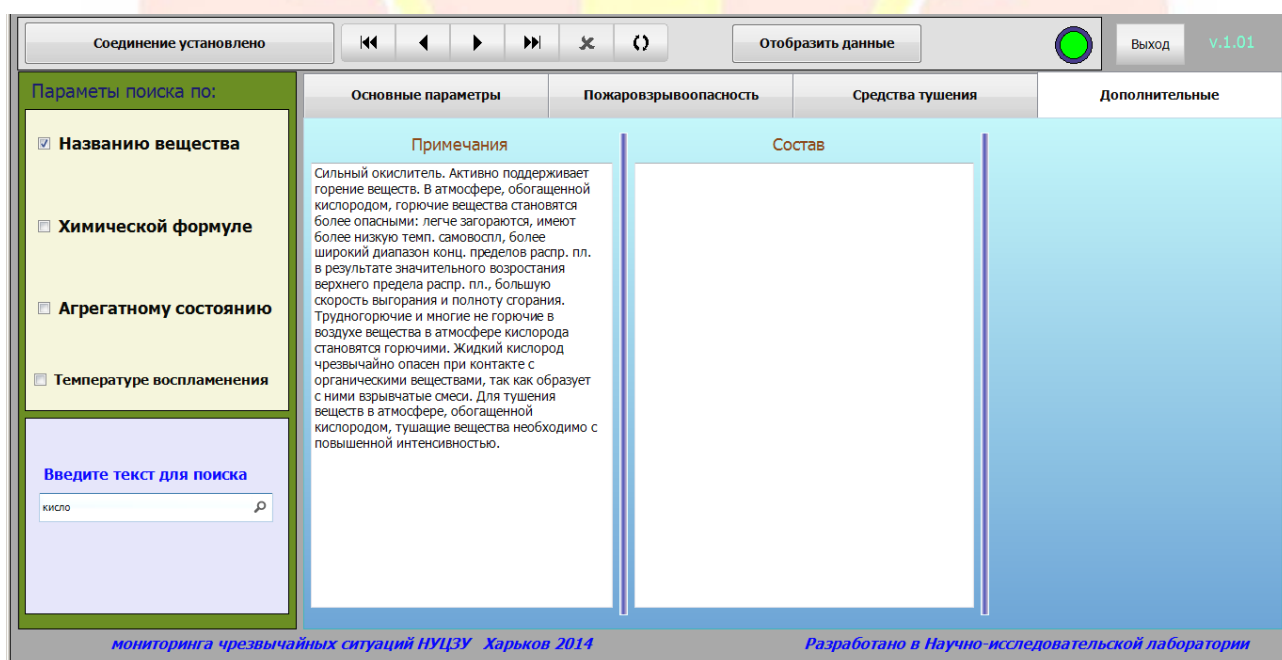 Соединение установлено
Отобразить данные
Выход
v.1.01
Параметы поиска по:
Названию вещества
Химической формуле
Агрегатному состоянию
Температуре воспламенения
Введите текст для поиска
кисло
Основные параметры
Пожаровзрывоопасность
Средства тушения
Дополнительные
Примечания
Сильный окислитель. Активно поддерживает
горение веществ. В атмосфере, обогащенной
кислородом, горючие вещества становятся
более опасными: легче загораются, имеют
более низкую темп. самовоспл, более
широкий диапазон конц. пределов распр. пл.
в результате значительного возростания
верхнего предела распр. пл., большую
скорость выгорания и полноту сгорания.
Трудногорючие и многие не горючие в
воздухе вещества в атмосфере кислорода
становятся горючими. Жидкий кислород
чрезвычайно опасен при контакте с
органическими веществами, так как образует
с ними взрывчатые смеси. Для тушения
веществ в атмосфере, обогащенной
кислородом, тушащие вещества необходимо с
повышенной интенсивностью.
Состав
мониторинга чрезвычайных ситуаций НУЦЗУ Харьков 2014
Разработано в Научно-исследовательской лаборатории